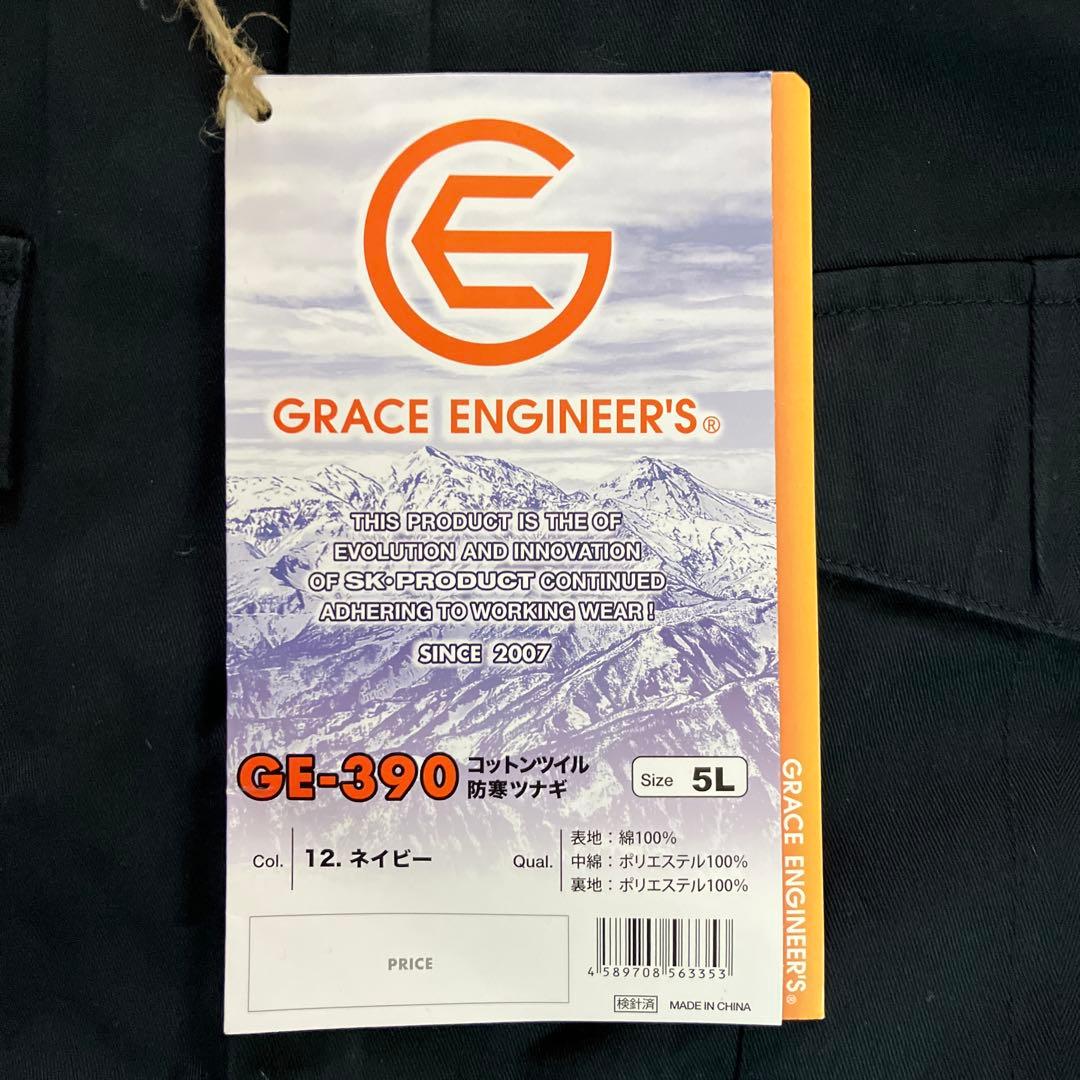 GE
GRACE ENGINEER'S®
THIS PRODUCT IS THE OF
EVOLUTION AND INNOVATION
OF SK・PRODUCT CONTINUED
ADHERING TO WORKING WEAR !
SINCE 2007
GE-390
コットンツイル
防寒ツナギ
Size 5L
Col. 12. ネイビー
Qual.
表地：綿100%
中綿：ポリエステル100%
裏地：ポリエステル100%
PRICE
4 589708 563353
検針済 MADE IN CHINA
GRACE ENGINEER'S®